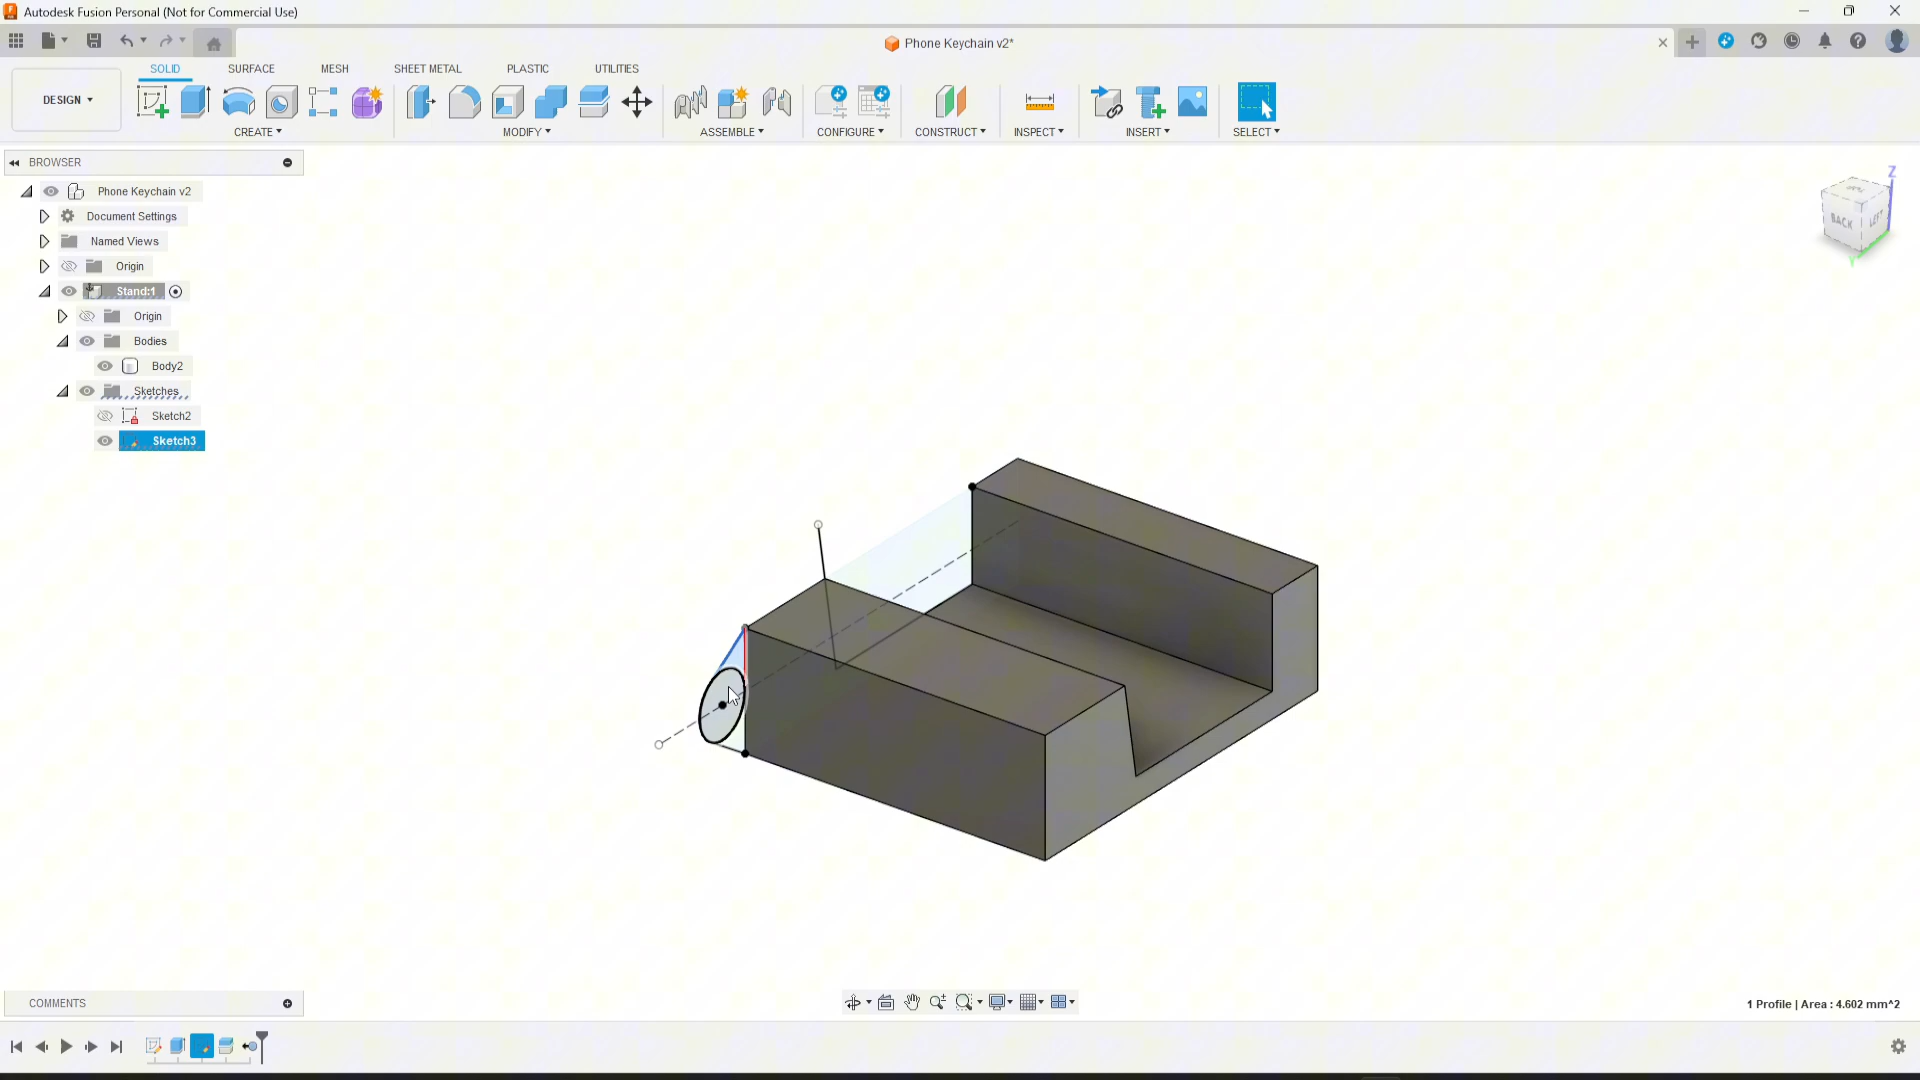 Autodesk Fusion Personal (Not for Commercial Use)
Phone Keychain v2*
DESIGN
SOLID
SURFACE
MESH
SHEET METAL
PLASTIC
UTILITIES
CREATE
MODIFY
ASSEMBLE
CONFIGURE
CONSTRUCT
INSPECT
INSERT
SELECT
BROWSER
Phone Keychain v2
Document Settings
Named Views
Origin
Stand:1
Origin
Bodies
Body2
Sketches
Sketch2
Sketch3
Z
BACK
LEFT
Y
COMMENTS
1 Profile | Area : 4.602 mm^2